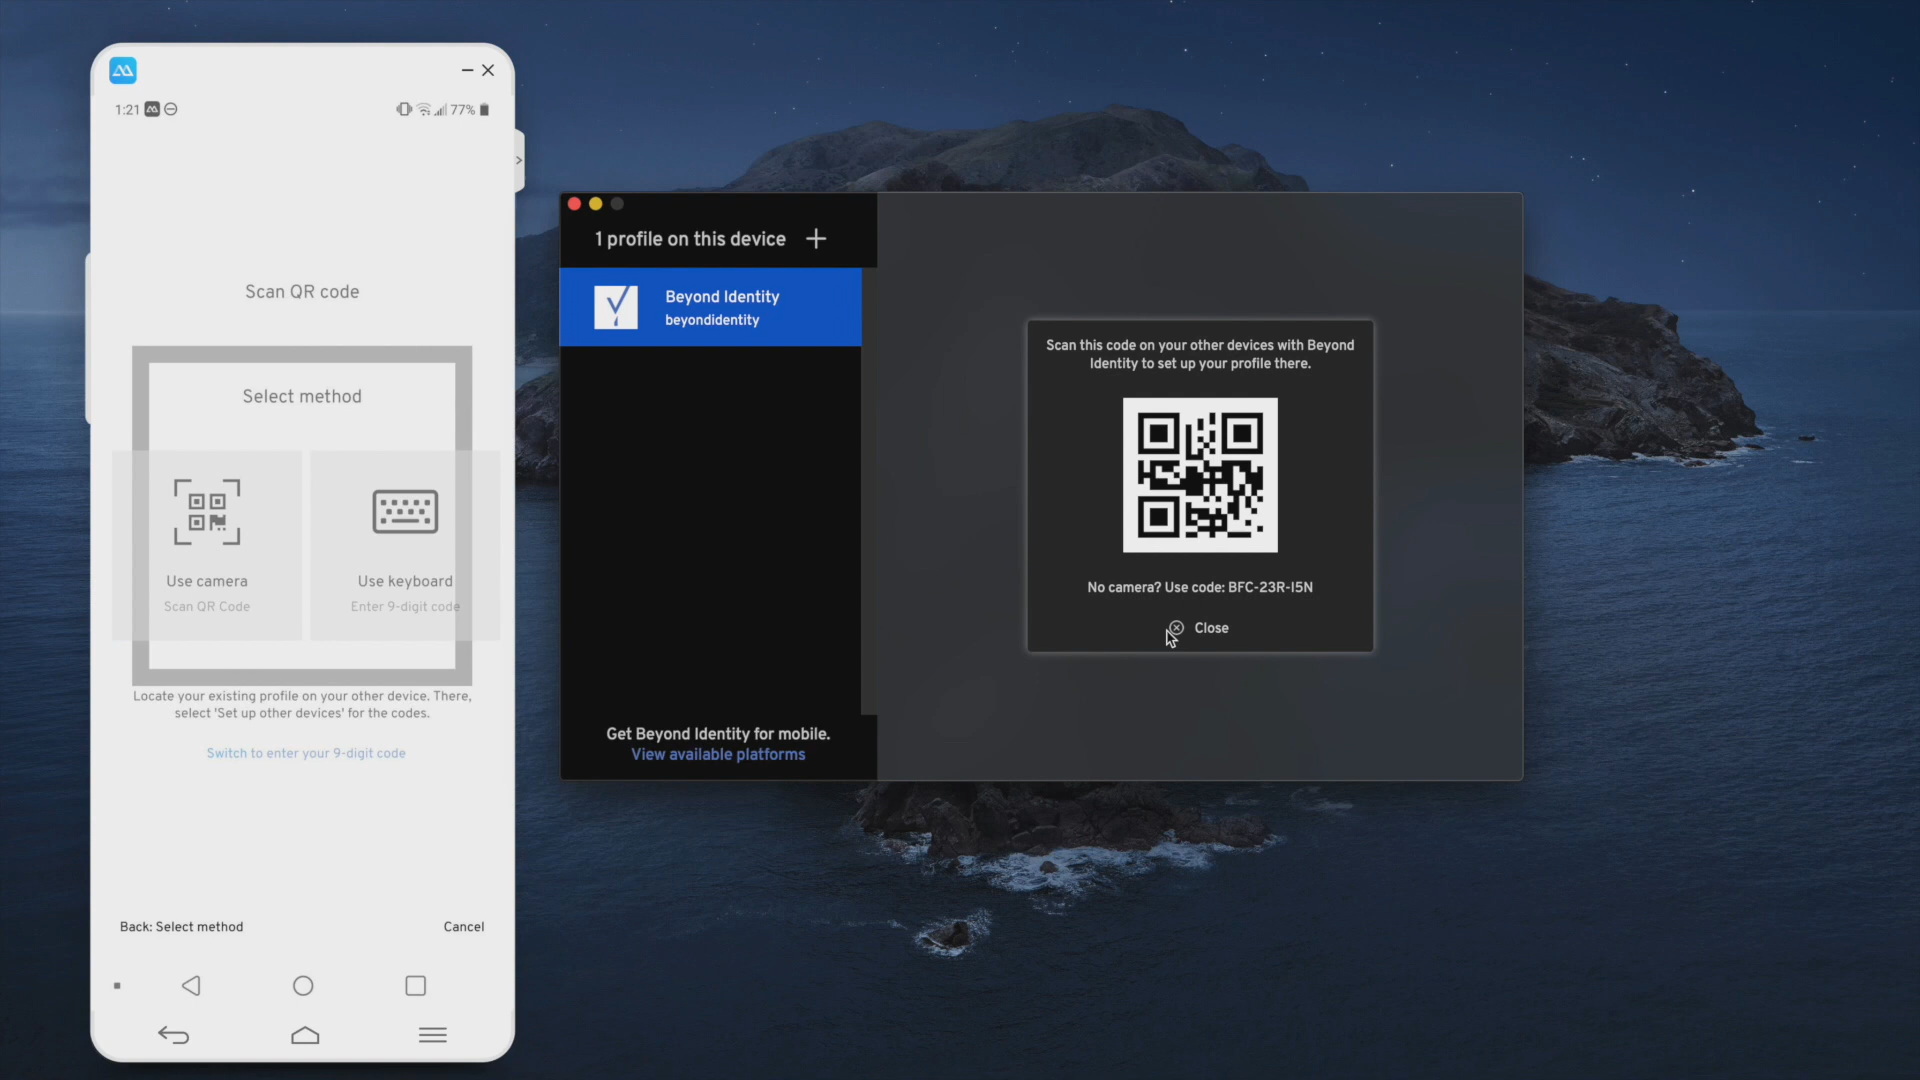 1:21
77%
Scan QR code
Select method
Use camera
Scan QR Code
Use keyboard
Enter 9-digit code
Locate your existing profile on your other device. There,
select 'Set up other devices' for the codes.
Switch to enter your 9-digit code
Back: Select method
Cancel
1 profile on this device
Beyond Identity
beyondidentity
Get Beyond Identity for mobile.
View available platforms
Scan this code on your other devices with Beyond
Identity to set up your profile there.
No camera? Use code: BFC-23R-I5N
Close